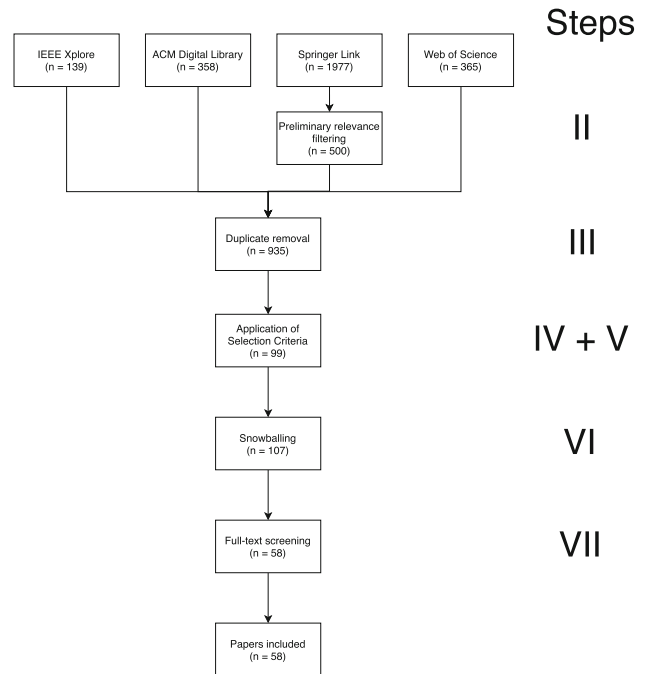 Steps
IEEE Xplore
(n = 139)
ACM Digital Library
(n = 358)
Springer Link
(n = 1977)
Web of Science
(n = 365)
Preliminary relevance
filtering
(n = 500)
II
Duplicate removal
(n = 935)
III
Application of
Selection Criteria
(n = 99)
IV + V
Snowballing
(n = 107)
VI
Full-text screening
(n = 58)
VII
Papers included
(n = 58)